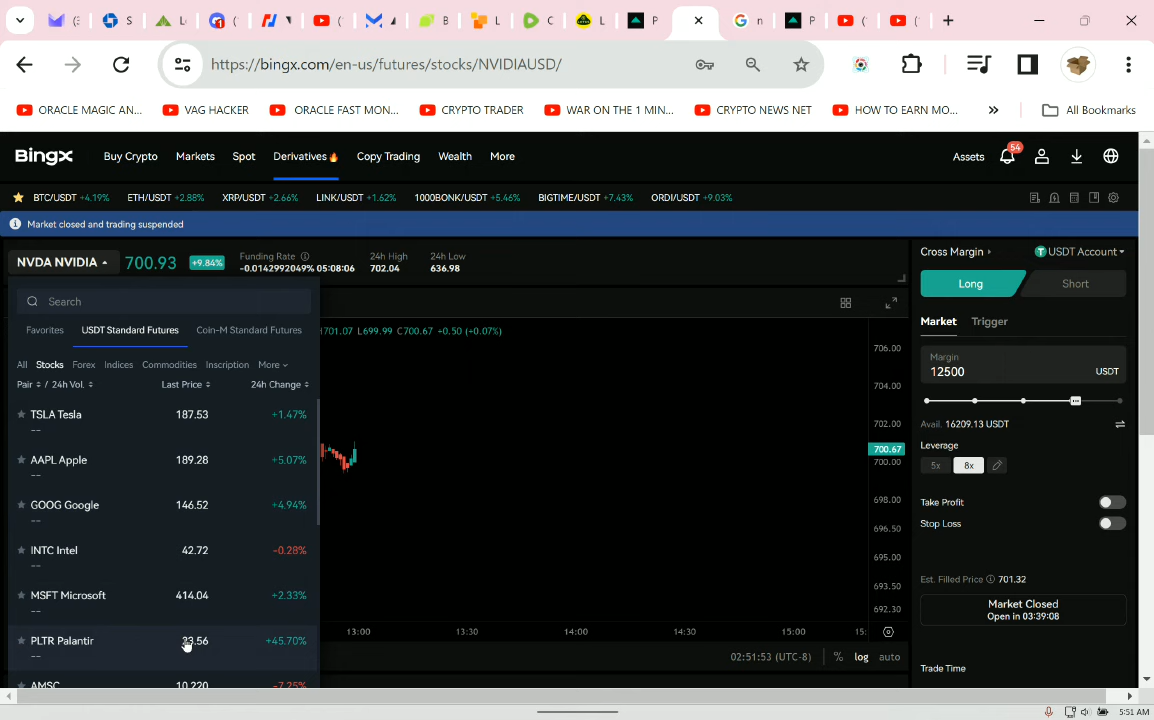 https://bingx.com/en-us/futures/stocks/NVIDIAUSD/
ORACLE MAGIC AN... VAG HACKER ORACLE FAST MON... CRYPTO TRADER WAR ON THE 1 MIN... CRYPTO NEWS NET HOW TO EARN MO... » All Bookmarks
BingX Buy Crypto Markets Spot Derivatives🔥 Copy Trading Wealth More Assets 54
BTC/USDT +4.19% ETH/USDT +2.88% XRP/USDT +2.66% LINK/USDT +1.62% 1000BONK/USDT +5.46% BIGTIME/USDT +7.43% ORDI/USDT +9.03%
Market closed and trading suspended
NVDA NVIDIA 700.93 +9.84%
Funding Rate 24h High 24h Low
-0.0142992049% 05:08:06 702.04 636.98
Search
Favorites USDT Standard Futures Coin-M Standard Futures
All Stocks Forex Indices Commodities Inscription More
Pair / 24h Vol. Last Price 24h Change
TSLA Tesla 187.53 +1.47%
--
AAPL Apple 189.28 +5.07%
--
GOOG Google 146.52 +4.94%
--
INTC Intel 42.72 -0.28%
--
MSFT Microsoft 414.04 +2.33%
--
PLTR Palantir 23.56 +45.70%
--
AMSC 10.220 -7.25%
701.07 L699.99 C700.67 +0.50 (+0.07%)
706.00
704.00
702.00
700.67
700.00
698.00
696.50
695.00
693.50
692.30
13:00 13:30 14:00 14:30 15:00 15:
02:51:53 (UTC-8) % log auto
Cross Margin USDT Account
Long Short
Market Trigger
Margin
12500 USDT
Avail. 16209.13 USDT
Leverage
5x 8x
Take Profit
Stop Loss
Est. Filled Price 701.32
Market Closed
Open in 03:39:08
Trade Time
5:51 AM